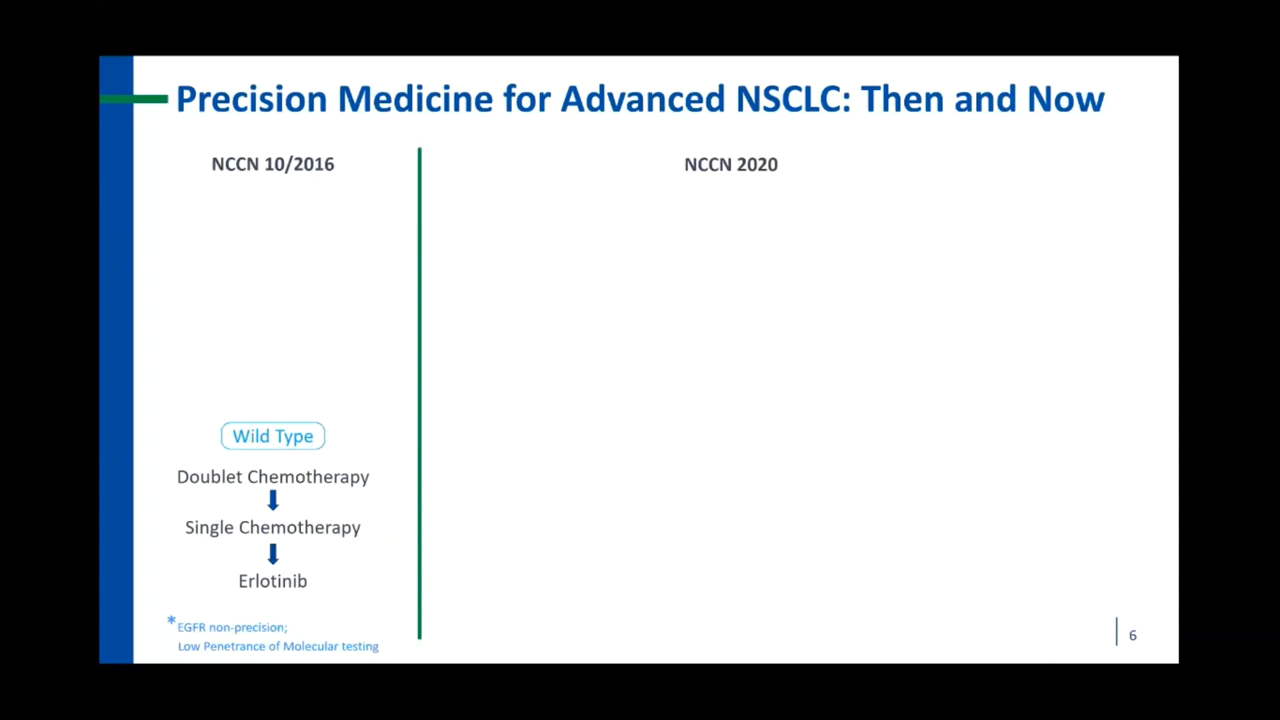 Precision Medicine for Advanced NSCLC: Then and Now
NCCN 10/2016
NCCN 2020
Wild Type
Doublet Chemotherapy
Single Chemotherapy
Erlotinib
*EGFR non-precision;
Low Penetrance of Molecular testing
6